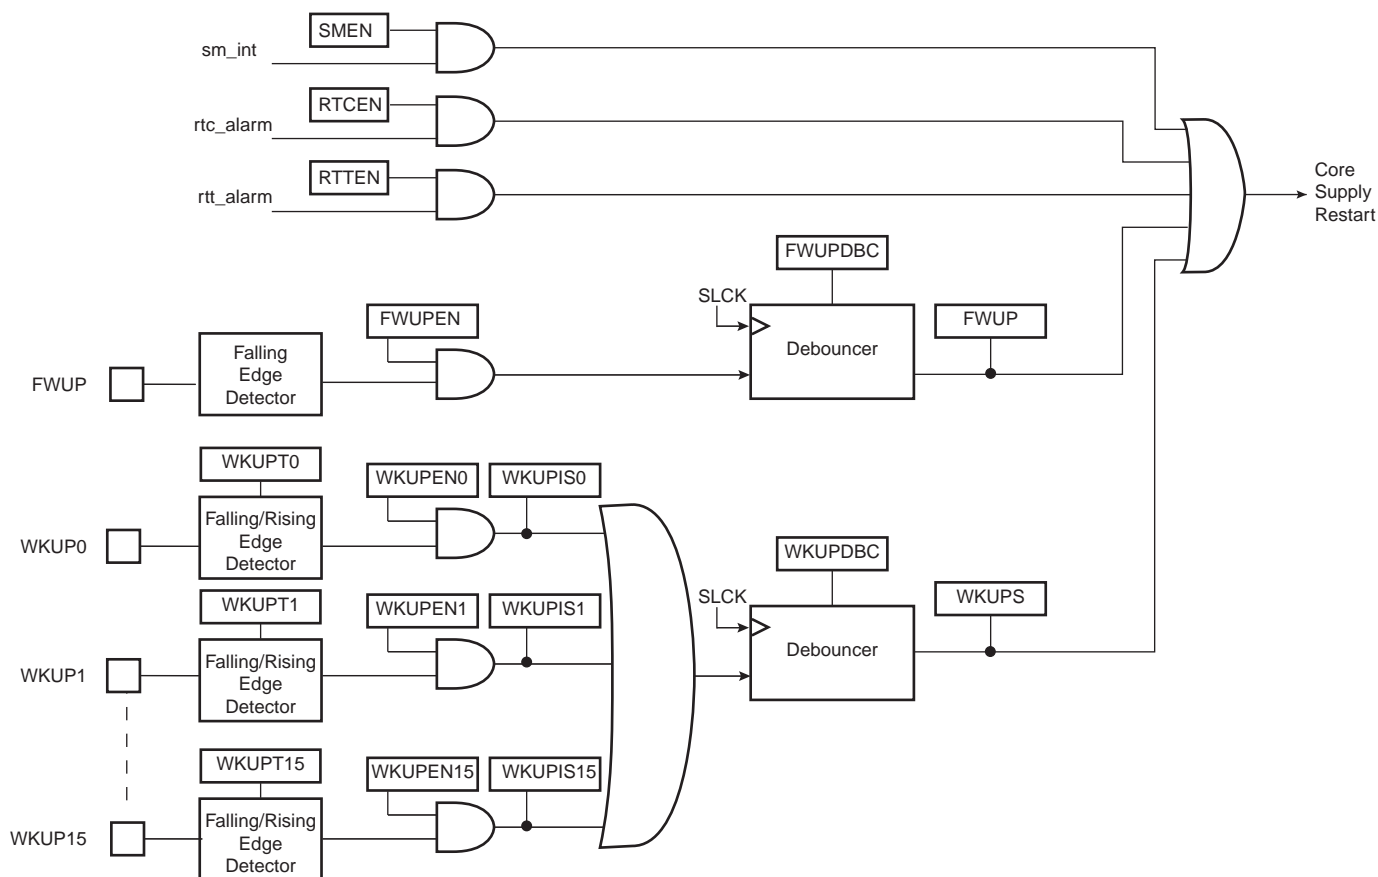 SMEN
sm_int
RTCEN
rtc_alarm
RTTEN
rtt_alarm
Core
Supply
Restart
FWUPDBC
SLCK
FWUPEN
FWUP
Falling
Edge
Detector
Debouncer
FWUP
WKUPT0
WKUPEN0
WKUPIS0
Falling/Rising
Edge
Detector
WKUP0
WKUPDBC
SLCK
WKUPS
Debouncer
WKUPT1
WKUPEN1
WKUPIS1
Falling/Rising
Edge
Detector
WKUP1
WKUPT15
WKUPEN15
WKUPIS15
Falling/Rising
Edge
Detector
WKUP15